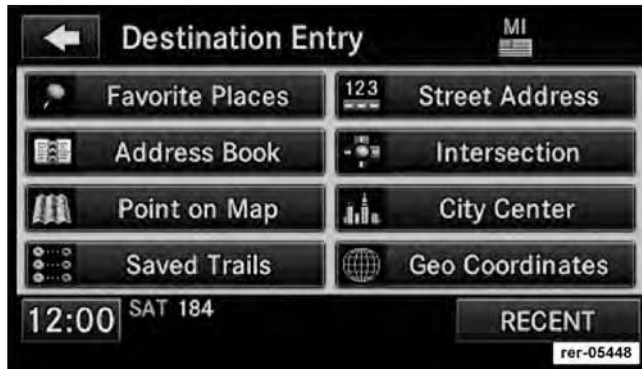 Destination Entry
MI
Favorite Places
123
Street Address
Address Book
Intersection
Point on Map
City Center
Saved Trails
Geo Coordinates
12:00
SAT 184
RECENT
rer-05448